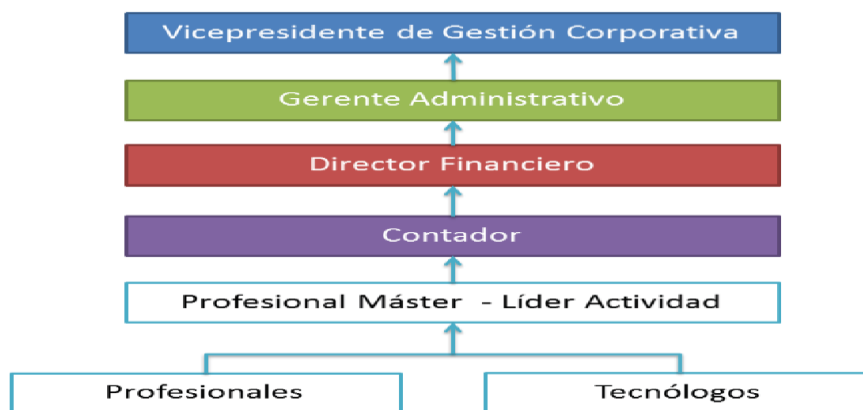 Vicepresidente de Gestión Corporativa
Gerente Administrativo
Director Financiero
Contador
Profesional Máster - Líder Actividad
Profesionales
Tecnólogos